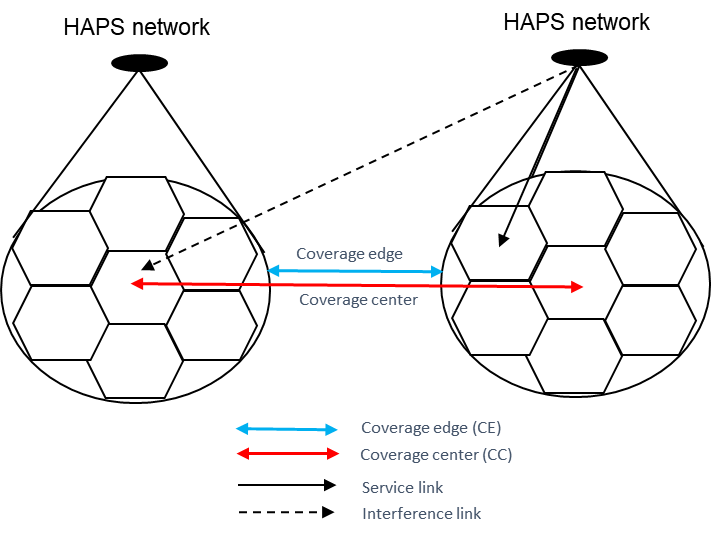 HAPS network
HAPS network
Coverage edge
Coverage center
Coverage edge (CE)
Coverage center (CC)
Service link
Interference link